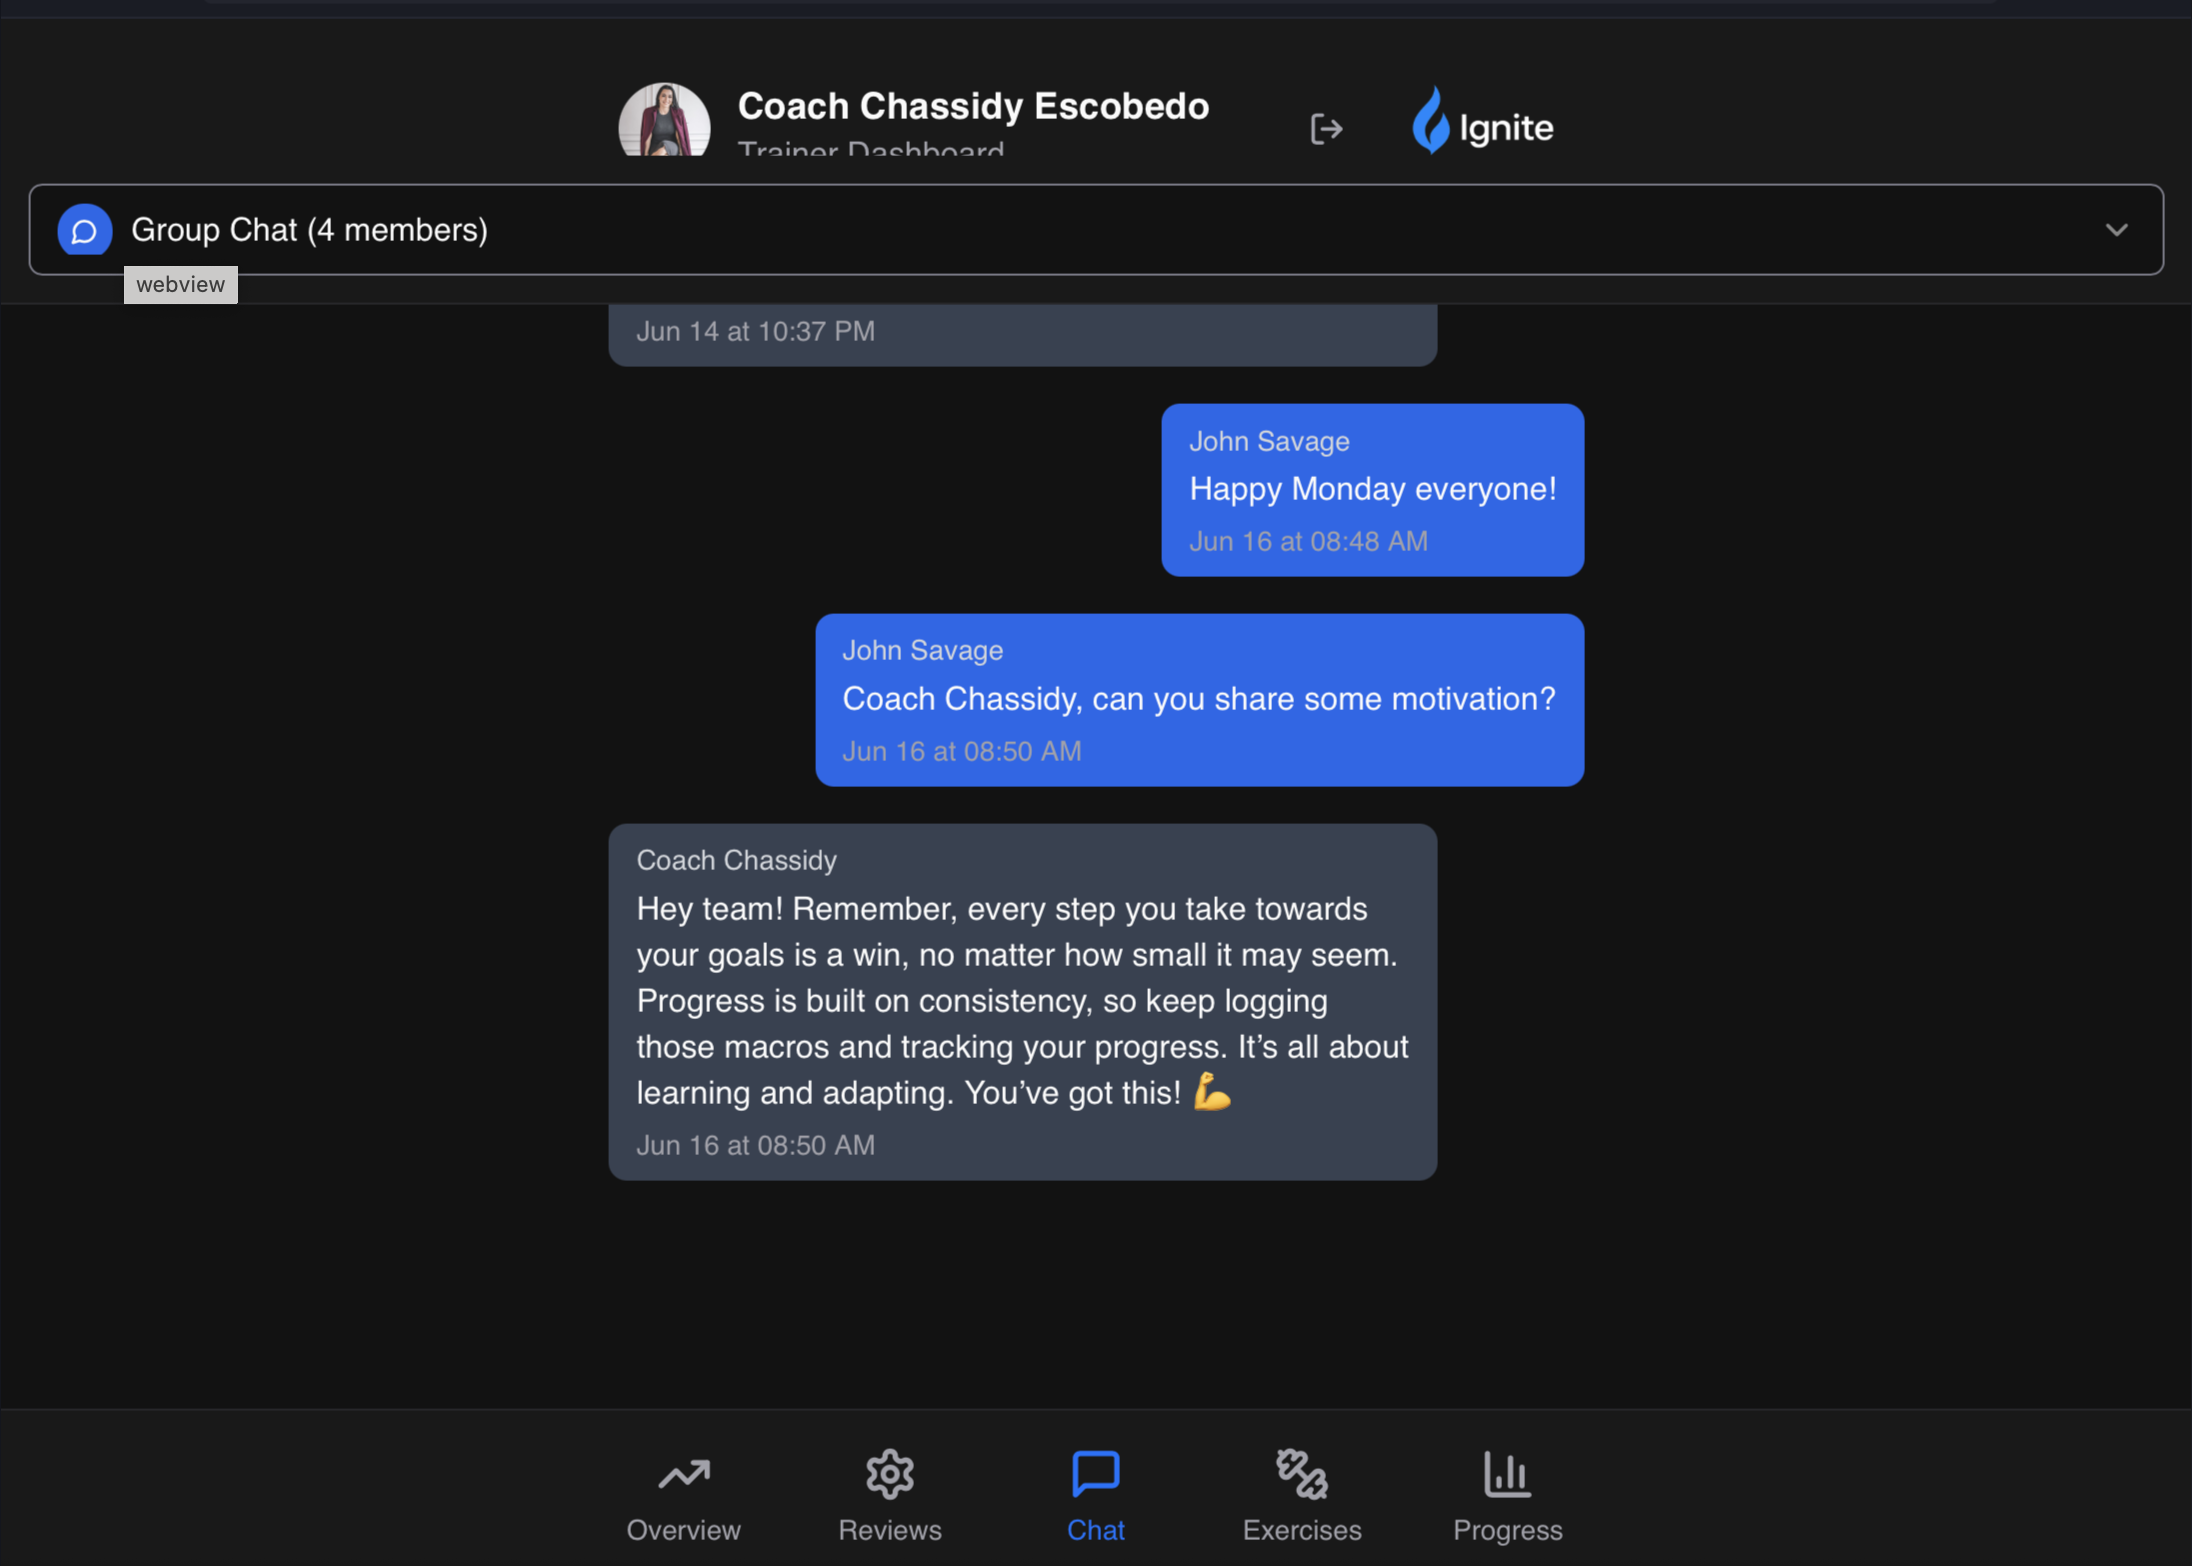 Coach Chassidy Escobedo
Trainer Dashboard
Ignite
Group Chat (4 members)
webview
Jun 14 at 10:37 PM
John Savage
Happy Monday everyone!
Jun 16 at 08:48 AM
John Savage
Coach Chassidy, can you share some motivation?
Jun 16 at 08:50 AM
Coach Chassidy
Hey team! Remember, every step you take towards
your goals is a win, no matter how small it may seem.
Progress is built on consistency, so keep logging
those macros and tracking your progress. It’s all about
learning and adapting. You’ve got this! 💪
Jun 16 at 08:50 AM
Overview
Reviews
Chat
Exercises
Progress